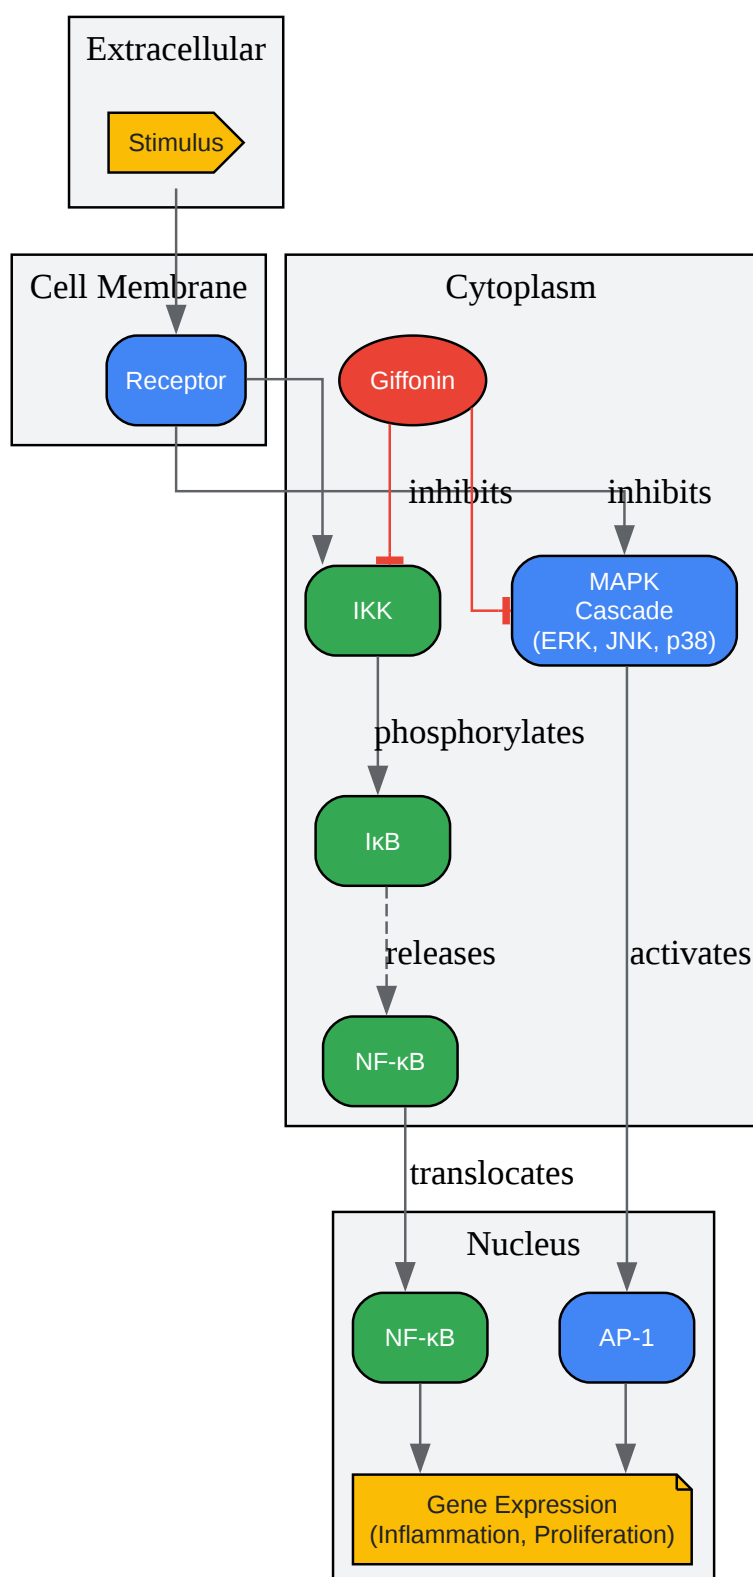 Extracellular
Stimulus
Cell Membrane
Cytoplasm
Receptor
Giffonin
inhibits
inhibits
IKK
MAPK
Cascade
(ERK, JNK, p38)
phosphorylates
IκB
releases
activates
NF-κB
translocates
Nucleus
NF-κB
AP-1
Gene Expression
(Inflammation, Proliferation)